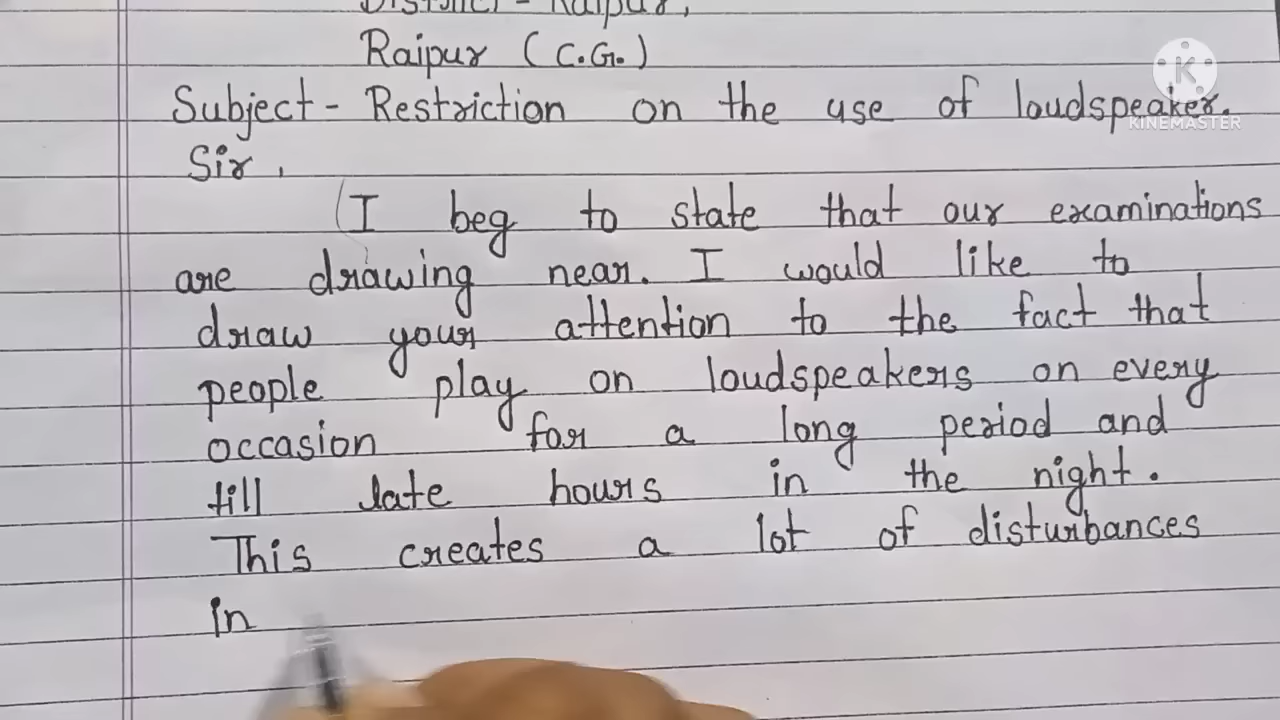 District - Raipur,
Raipur (C.G.)
Subject - Restriction on the use of loudspeaker.
KINEMASTER
Sir,
I beg to state that our examinations
are drawing near. I would like to
draw your attention to the fact that
people play on loudspeakers on every
occasion for a long period and
till late hours in the night.
This creates a lot of disturbances
in